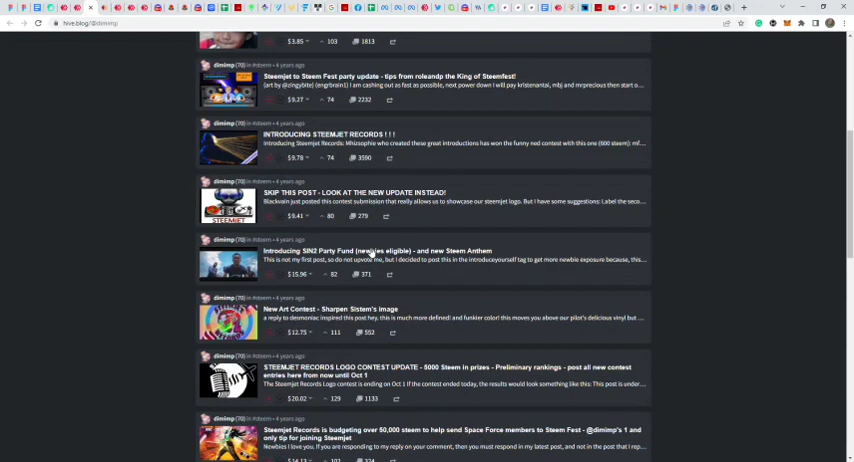 hive.blog/@dimimp
$3.85 103 1813
dimimp (70) in #steem • 4 years ago
Steemjet to Steem Fest party update - tips from roleandp the King of Steemfest!
(art by @zingybite) (engrbrain1) I am cashing out as fast as possible, next power down I will pay kristenantai, mbj and mrprecious then start o...
$9.27 74 2232
dimimp (70) in #steem • 4 years ago
INTRODUCING STEEMJET RECORDS ! ! !
Introducing Steemjet Records: Mhizsophie who created these great introductions has won the funny ned contest with this one (600 steem): mf...
$9.78 74 3590
dimimp (70) in #steem • 4 years ago
SKIP THIS POST - LOOK AT THE NEW UPDATE INSTEAD!
Blackvain just posted this contest submission that really allows us to showcase our steemjet logo. But I have some suggestions: Label the seco...
STEEMJET
$9.41 80 279
dimimp (70) in #steem • 4 years ago
Introducing SIN2 Party Fund (newbies eligible) - and new Steem Anthem
This is not my first post, so do not upvote me, but I decided to post this in the introduceyourself tag to get more newbie exposure because, this...
$15.96 82 371
dimimp (70) in #steem • 4 years ago
New Art Contest - Sharpen Sistem's image
a reply to desmoniac inspired this post hey. this is much more defined! and funkier color! this moves you above our pilot's delicious vinyl but ...
$12.75 111 552
dimimp (70) in #steem • 4 years ago
STEEMJET RECORDS LOGO CONTEST UPDATE - 5000 Steem in prizes - Preliminary rankings - post all new contest
entries here from now until Oct 1
The Steemjet Records Logo contest is ending on Oct 1! If the contest ended today, the results would look something like this: This post is under...
$20.02 129 1133
dimimp (70) in #steem • 4 years ago
Steemjet Records is budgeting over 50,000 steem to help send Space Force members to Steem Fest - @dimimp's 1 and
only tip for joining Steemjet
Newbies I love you. If you are responding to my reply on your comment, then you must respond in my latest post, and not in the post that I rep...
$14.13 102 324